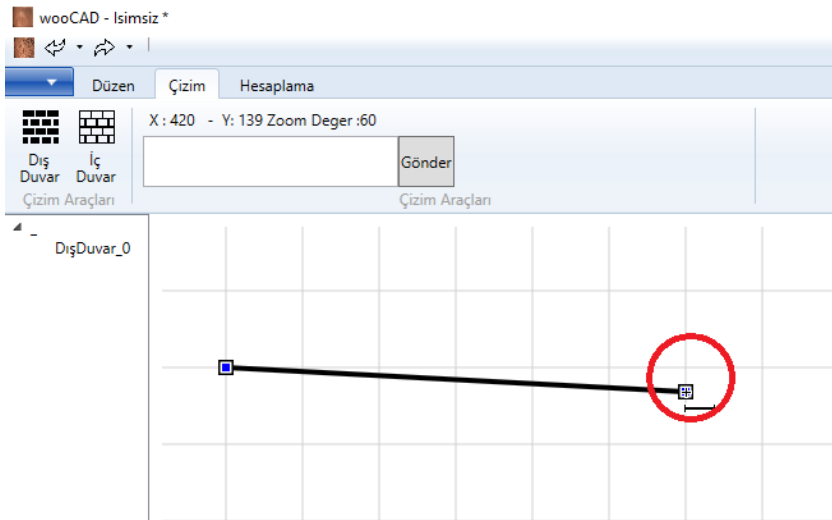 wooCAD - Isimsiz *
Düzen Çizim Hesaplama
X : 420 - Y: 139 Zoom Deger :60
Dış Duvar
İç Duvar
Gönder
Çizim Araçları
Çizim Araçları
DışDuvar_0